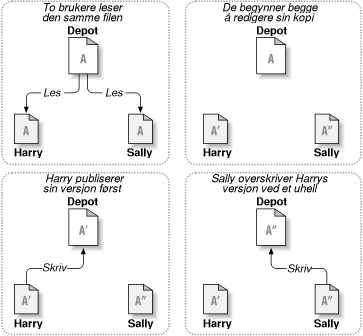 To brukere leser
den samme filen
Depot
A
Les
Les
A
A
Harry
Sally
De begynner begge
å redigere sin kopi
Depot
A
A'
A"
Harry
Sally
Harry publiserer
sin versjon først
Depot
A'
Skriv
A'
A"
Harry
Sally
Sally overskriver Harrys
versjon ved et uhell
Depot
A"
Skriv
A'
A"
Harry
Sally